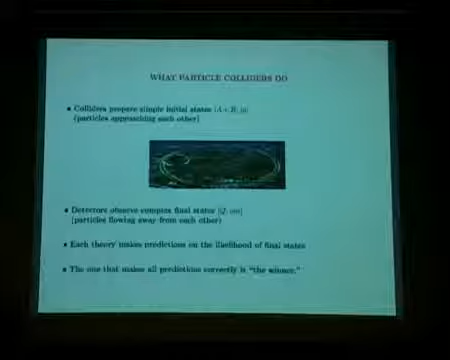 WHAT PARTICLE COLLIDERS DO
• Colliders prepare simple initial states |A + B, in⟩
(particles approaching each other)
• Detectors observe complex final states ⟨Q, out|
(particles flowing away from each other)
• Each theory makes predictions on the likelihood of final states
• The one that makes all predictions correctly is "the winner."